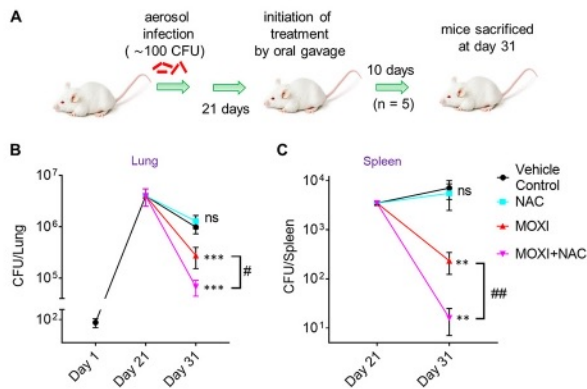 A
aerosol
infection
( ~100 CFU)
initiation of
treatment
by oral gavage
mice sacrificed
at day 31
21 days
10 days
(n = 5)
B
Lung
CFU/Lung
10⁷
10⁶
10⁵
10²
ns
***
***
#
Day 1
Day 21
Day 31
C
Spleen
CFU/Spleen
10⁴
10³
10²
10¹
ns
**
**
##
Day 21
Day 31
Vehicle
Control
NAC
MOXI
MOXI+NAC